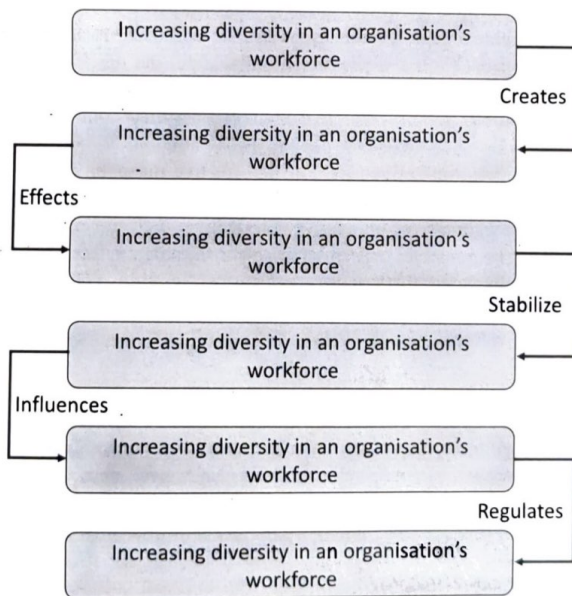 Increasing diversity in an organisation's
workforce
Creates
Increasing diversity in an organisation's
workforce
Effects
Increasing diversity in an organisation's
workforce
Stabilize
Increasing diversity in an organisation's
workforce
Influences
Increasing diversity in an organisation's
workforce
Regulates
Increasing diversity in an organisation's
workforce